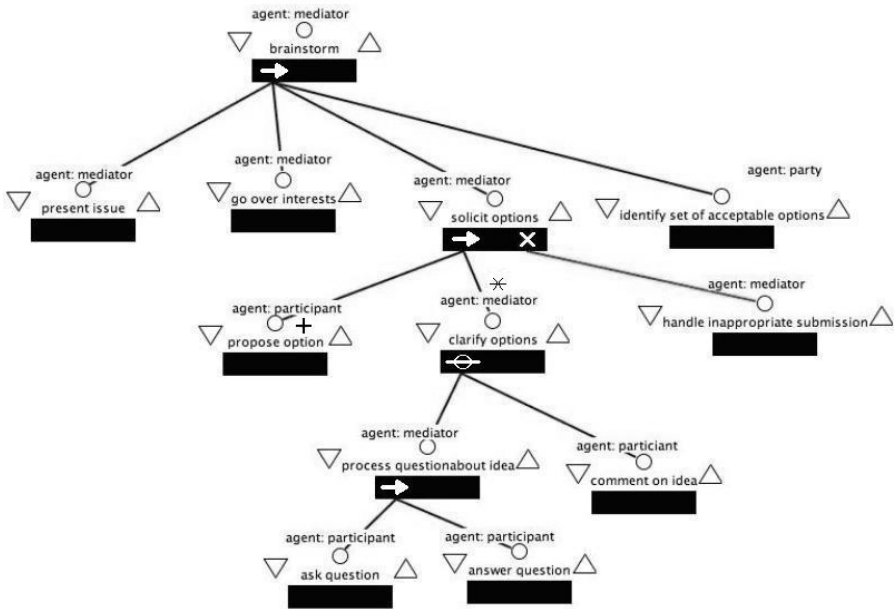 agent: mediator
brainstorm
agent: mediator
present issue
agent: mediator
go over interests
agent: mediator
solicit options
agent: party
identify set of acceptable options
agent: participant
propose option
agent: mediator
clarify options
agent: mediator
handle inappropriate submission
agent: mediator
process questionabout idea
agent: particiant
comment on idea
agent: participant
ask question
agent: participant
answer question